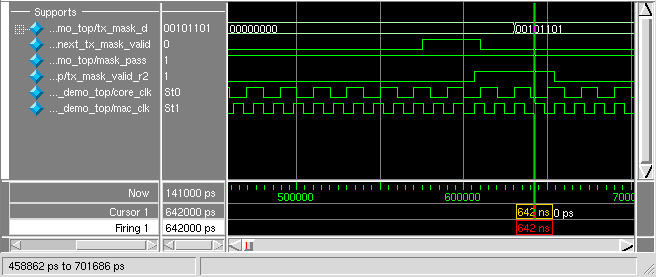 Supports
...mo_top/tx_mask_d 00101101 00000000 00101101
...next_tx_mask_valid 0
...mo_top/mask_pass 1
...p/tx_mask_valid_r2 1
..._demo_top/core_clk St0
..._demo_top/mac_clk St1
Now 141000 ps 500000 600000 7000
Cursor 1 642000 ps 642 ns 0 ps
Firing 1 642000 ps 642 ns
458862 ps to 701686 ps